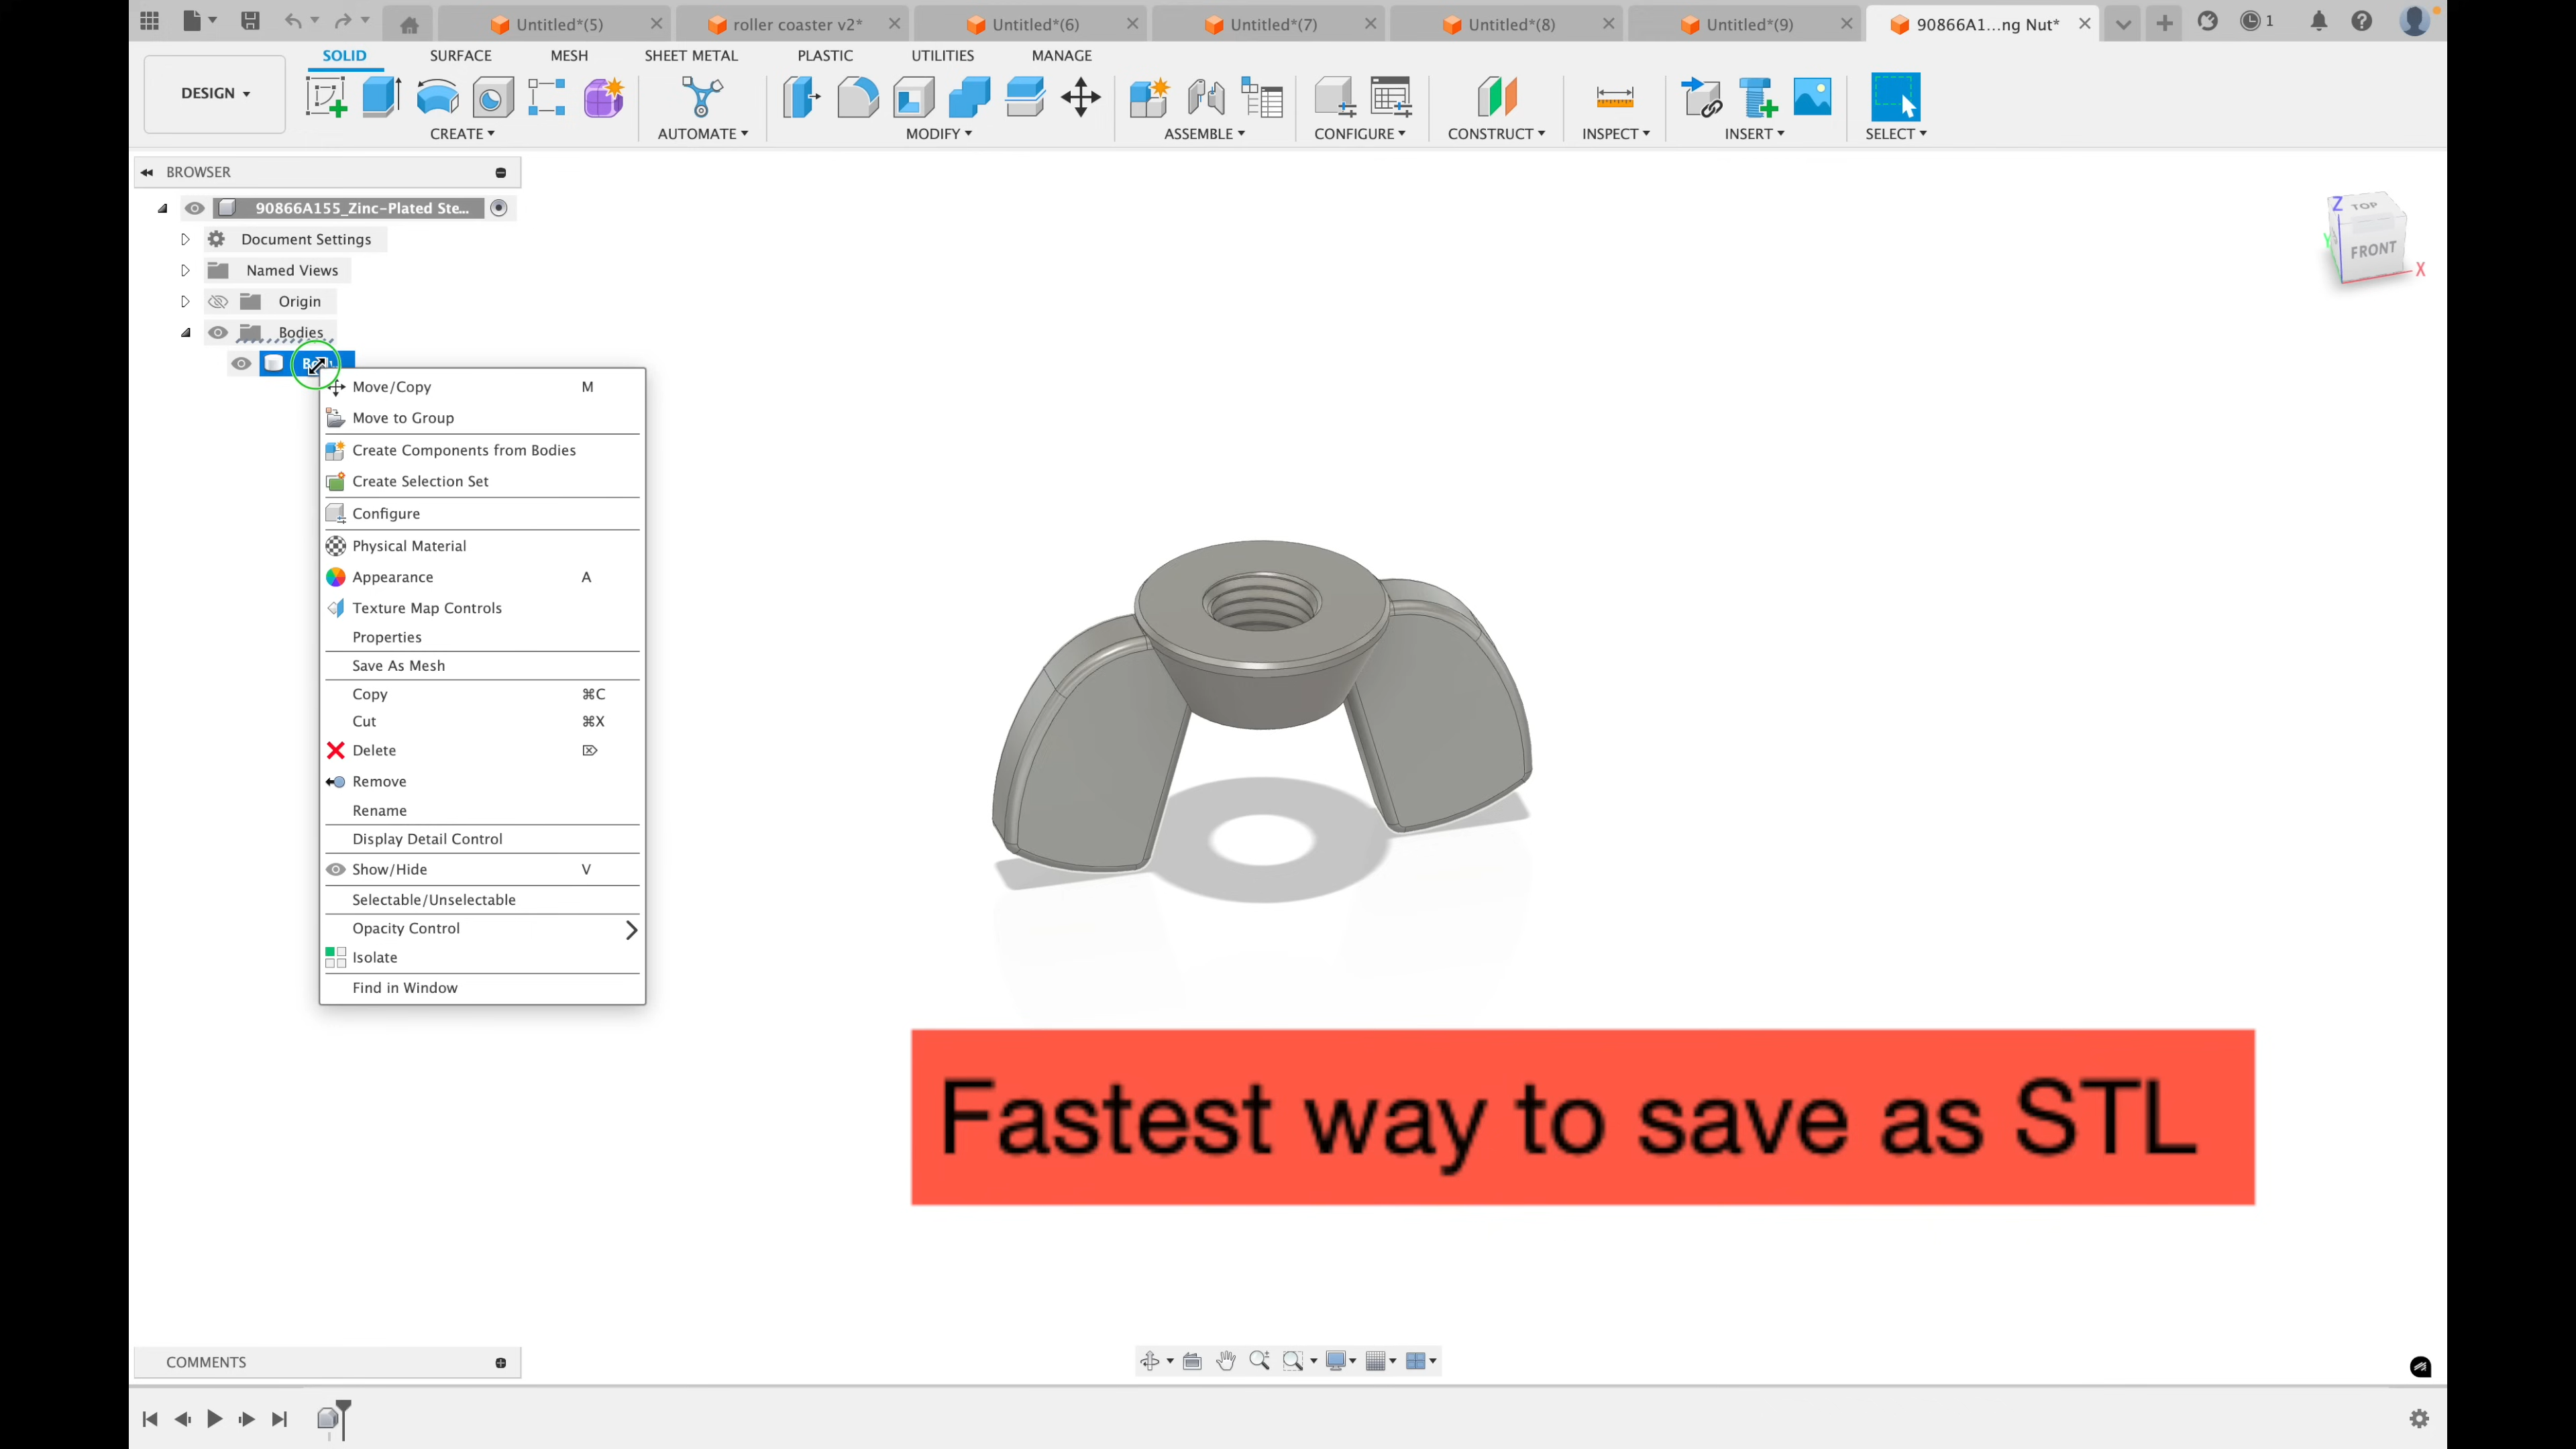 Untitled*(5)
roller coaster v2*
Untitled*(6)
Untitled*(7)
Untitled*(8)
Untitled*(9)
90866A1...ng Nut*
1
SOLID
SURFACE
MESH
SHEET METAL
PLASTIC
UTILITIES
MANAGE
DESIGN
CREATE
AUTOMATE
MODIFY
ASSEMBLE
CONFIGURE
CONSTRUCT
INSPECT
INSERT
SELECT
BROWSER
90866A155_Zinc-Plated Ste...
Document Settings
Named Views
Origin
Bodies
Move/Copy M
Move to Group
Create Components from Bodies
Create Selection Set
Configure
Physical Material
Appearance A
Texture Map Controls
Properties
Save As Mesh
Copy ⌘C
Cut ⌘X
Delete ⌦
Remove
Rename
Display Detail Control
Show/Hide V
Selectable/Unselectable
Opacity Control
Isolate
Find in Window
Z
TOP
Y
FRONT
X
Fastest way to save as STL
COMMENTS